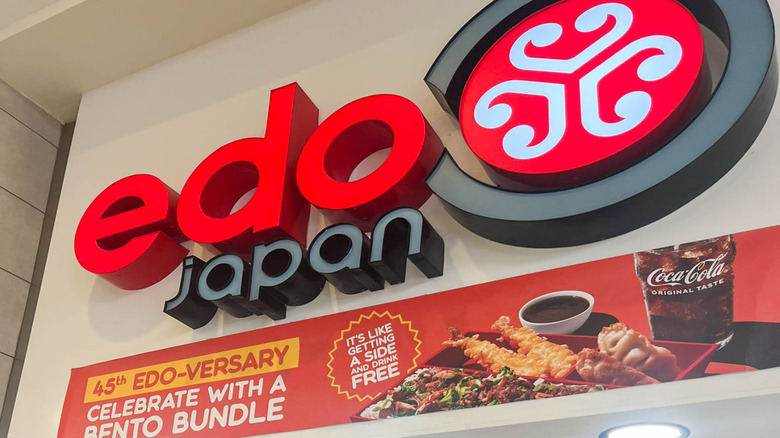 edo
japan
45th EDO-VERSARY
CELEBRATE WITH A
BENTO BUNDLE
IT'S LIKE
GETTING
A SIDE
AND DRINK
FREE
Coca-Cola
ORIGINAL TASTE